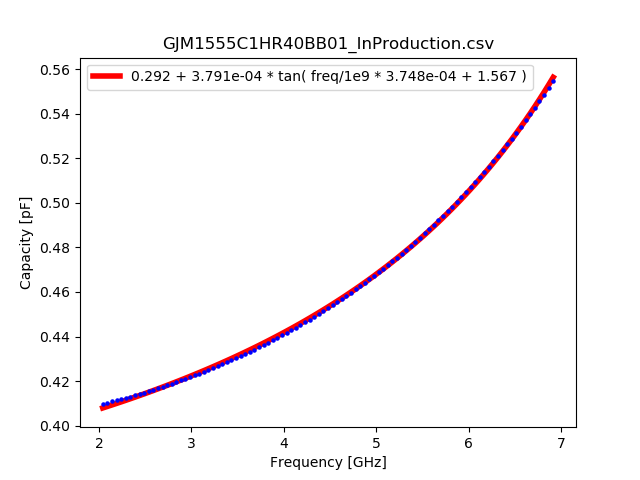 GJM1555C1HR40BB01_InProduction.csv
0.292 + 3.791e-04 * tan( freq/1e9 * 3.748e-04 + 1.567 )
0.56
0.54
0.52
0.50
0.48
0.46
0.44
0.42
0.40
Capacity [pF]
2 3 4 5 6 7
Frequency [GHz]